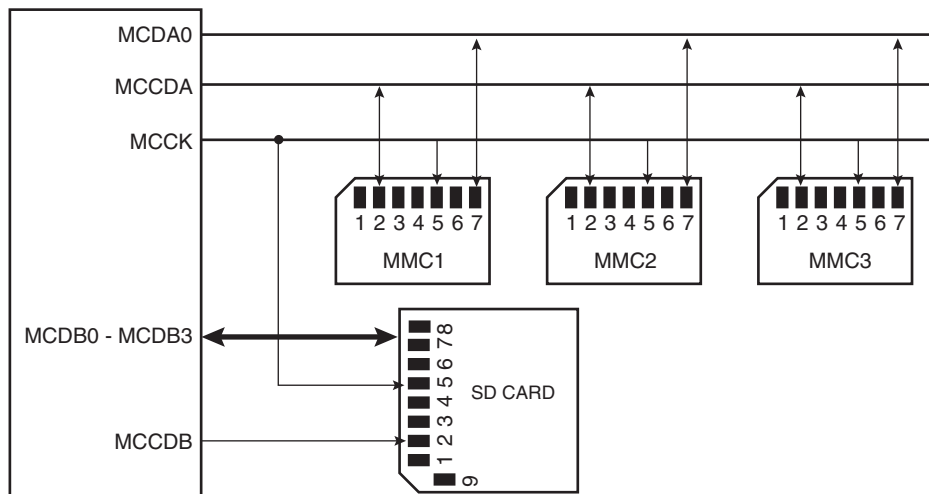 MCDA0
MCCDA
MCCK
1 2 3 4 5 6 7
MMC1
1 2 3 4 5 6 7
MMC2
1 2 3 4 5 6 7
MMC3
MCDB0 - MCDB3
1 2 3 4 5 6 7 8
SD CARD
MCCDB
9